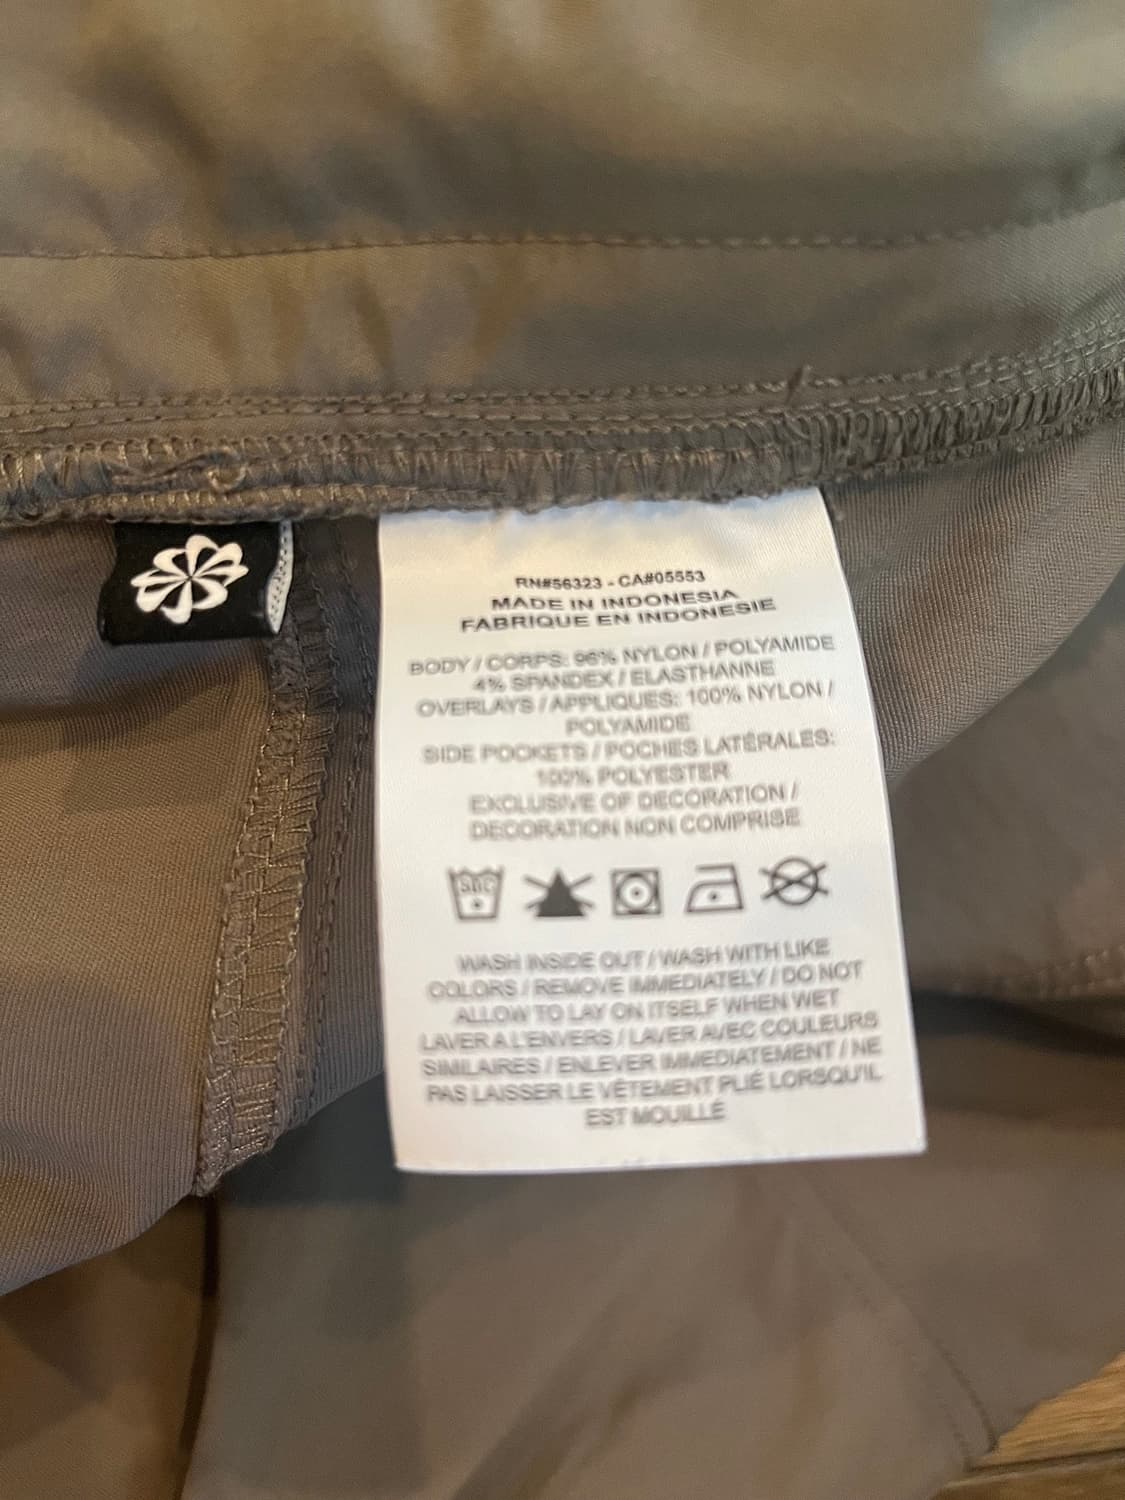 RN#56323 - CA#05553
MADE IN INDONESIA
FABRIQUE EN INDONESIE
BODY / CORPS: 96% NYLON / POLYAMIDE
4% SPANDEX / ELASTHANNE
OVERLAYS / APPLIQUES: 100% NYLON /
POLYAMIDE
SIDE POCKETS / POCHES LATÉRALES:
100% POLYESTER
EXCLUSIVE OF DECORATION /
DECORATION NON COMPRISE
WASH INSIDE OUT / WASH WITH LIKE
COLORS / REMOVE IMMEDIATELY / DO NOT
ALLOW TO LAY ON ITSELF WHEN WET
LAVER A L'ENVERS / LAVER AVEC COULEURS
SIMILAIRES / ENLEVER IMMEDIATEMENT / NE
PAS LAISSER LE VÊTEMENT PLIÉ LORSQU'IL
EST MOUILLÉ